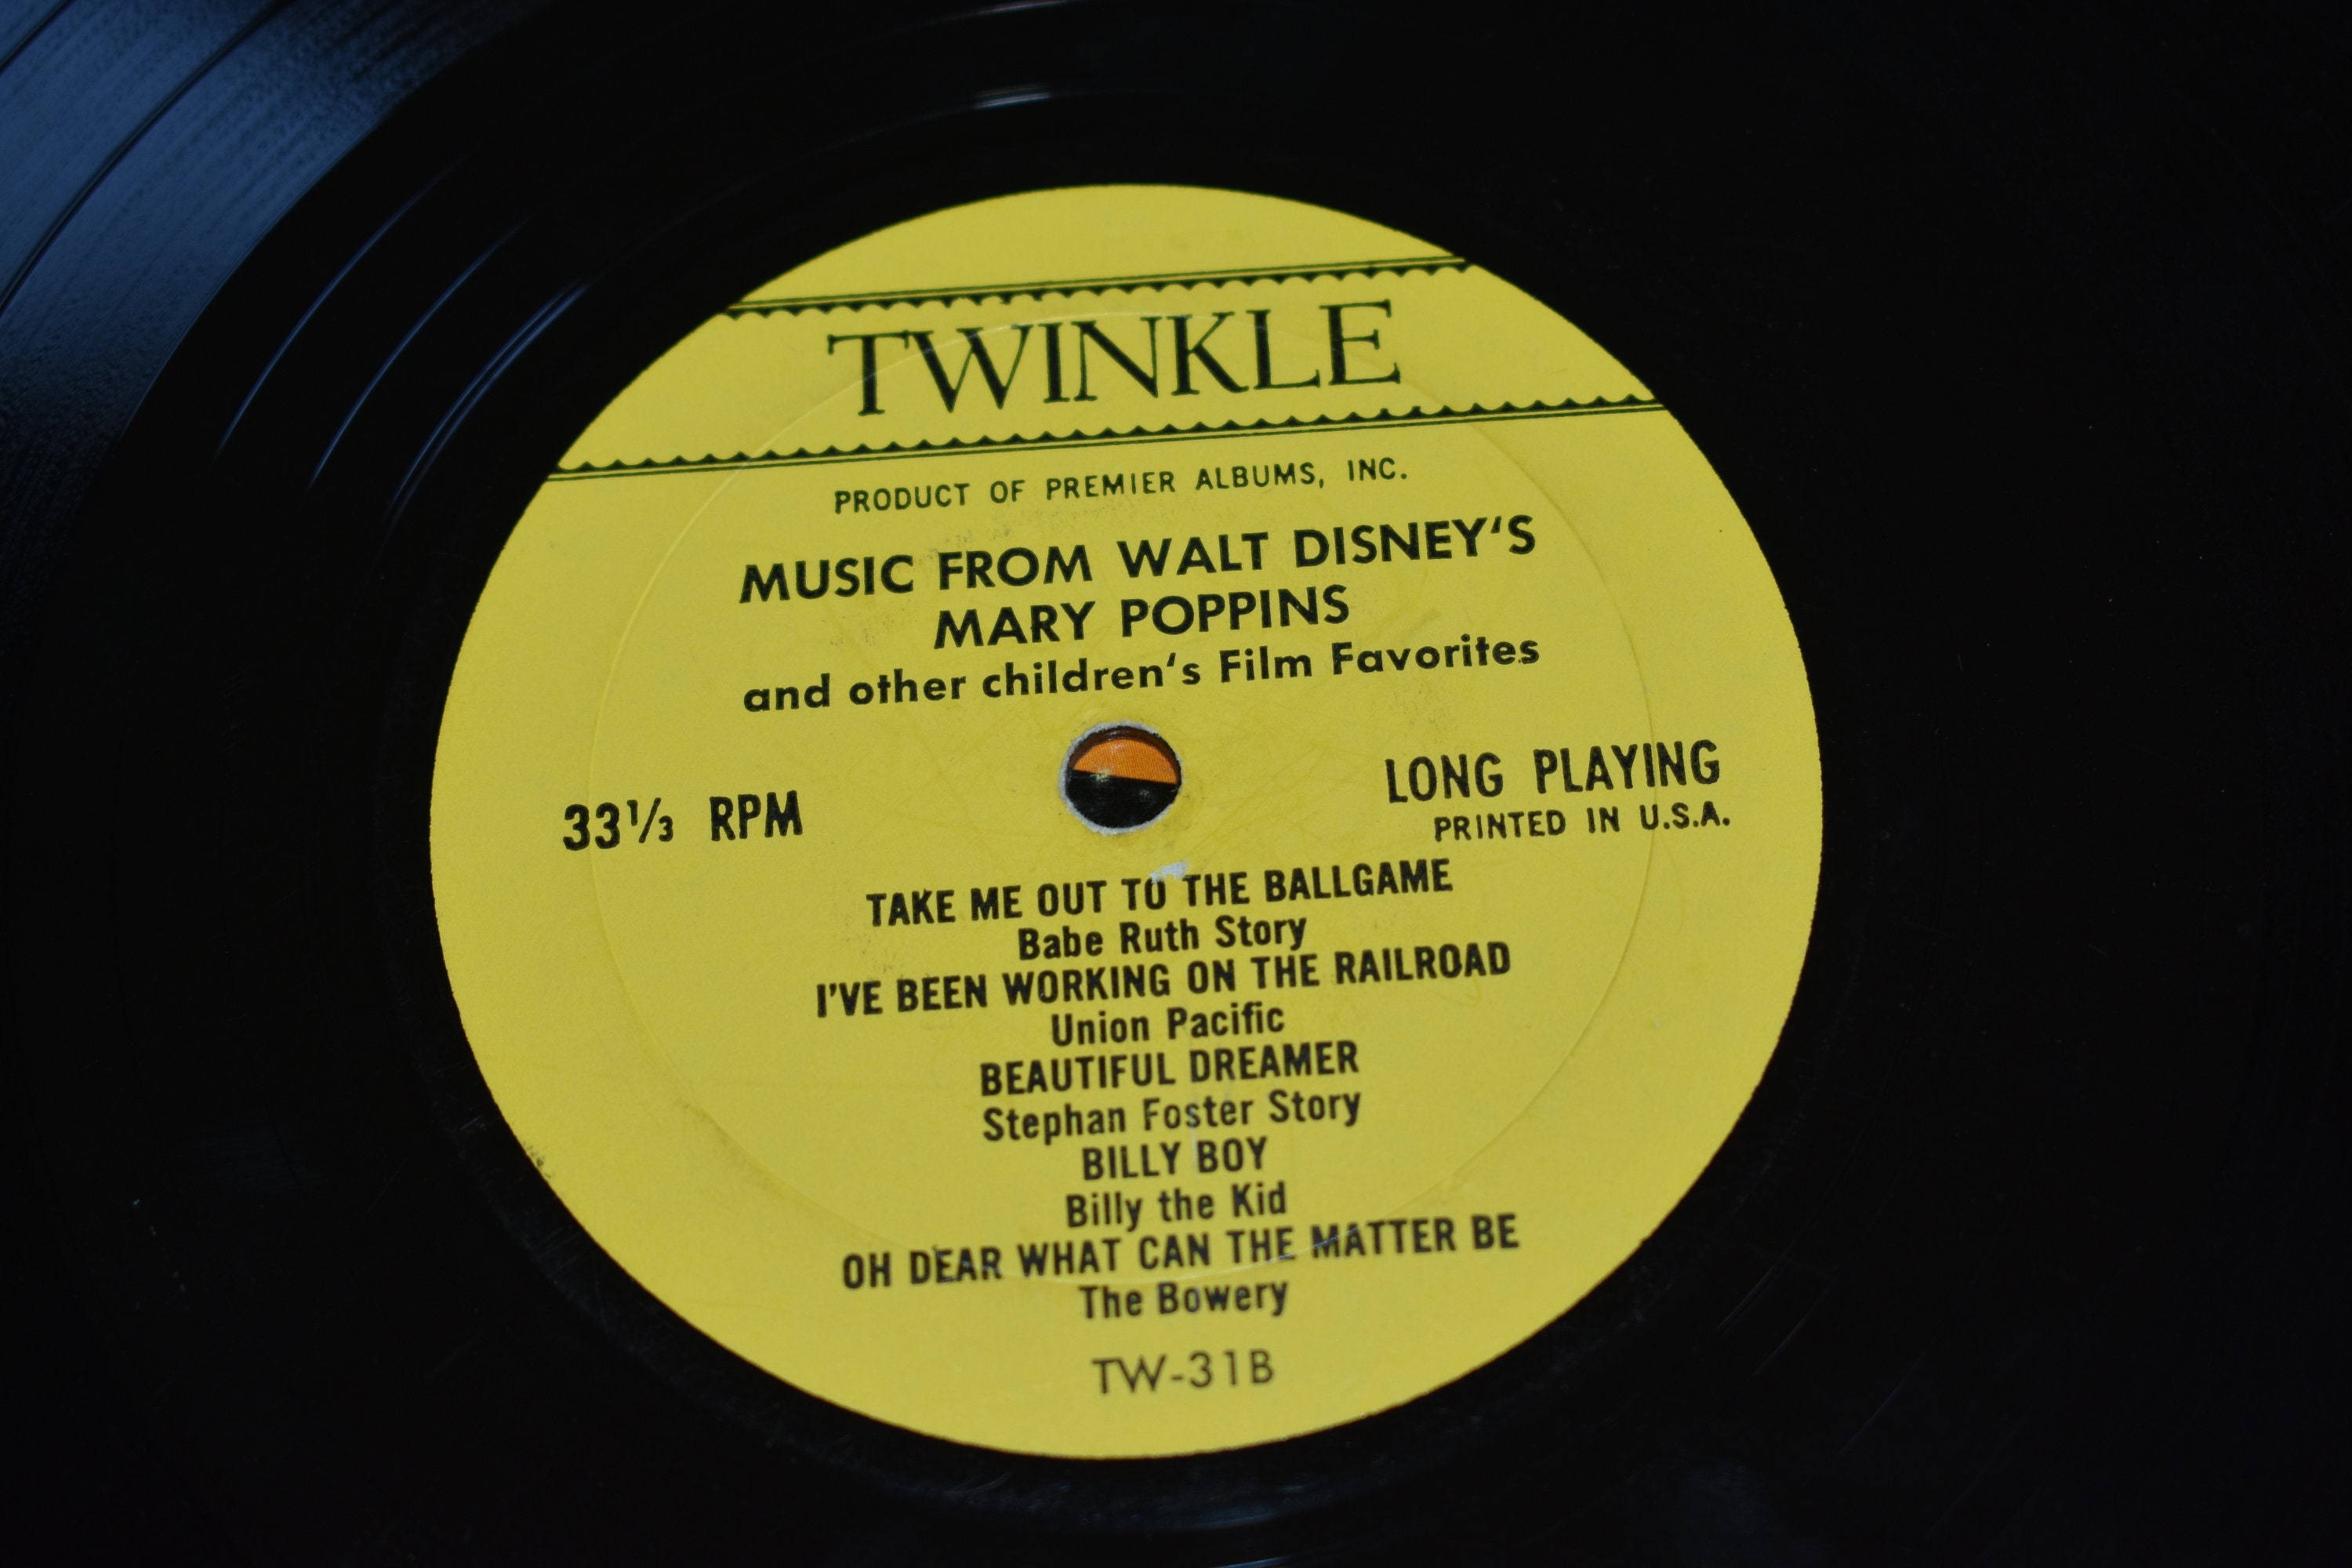 TWINKLE
PRODUCT OF PREMIER ALBUMS, INC.
MUSIC FROM WALT DISNEY'S
MARY POPPINS
and other children's Film Favorites
33⅓ RPM
LONG PLAYING
PRINTED IN U.S.A.
TAKE ME OUT TO THE BALLGAME
Babe Ruth Story
I'VE BEEN WORKING ON THE RAILROAD
Union Pacific
BEAUTIFUL DREAMER
Stephan Foster Story
BILLY BOY
Billy the Kid
OH DEAR WHAT CAN THE MATTER BE
The Bowery
TW-31B